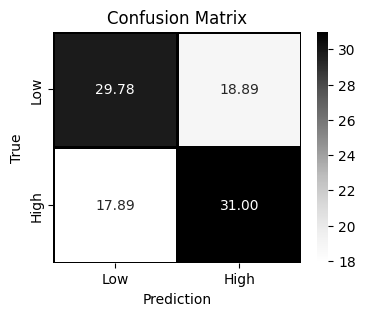 Confusion Matrix
30
28
26
24
22
20
18
True
Low
High
29.78 18.89
17.89 31.00
Low High
Prediction